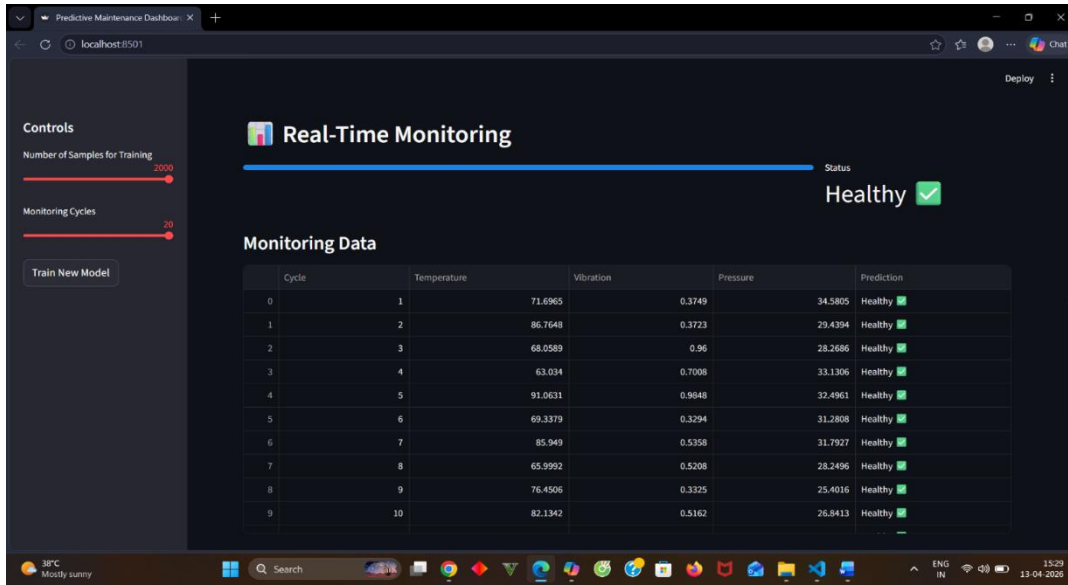 Predictive Maintenance Dashboar
localhost:8501
Chat
Deploy
Controls
Number of Samples for Training
2000
Monitoring Cycles
20
Train New Model
Real-Time Monitoring
Status
Healthy ✅
Monitoring Data
Cycle Temperature Vibration Pressure Prediction
0 1 71.6965 0.3749 34.5805 Healthy ✅
1 2 86.7648 0.3723 29.4394 Healthy ✅
2 3 68.0589 0.96 28.2686 Healthy ✅
3 4 63.034 0.7008 33.1306 Healthy ✅
4 5 91.0631 0.9848 32.4961 Healthy ✅
5 6 69.3379 0.3294 31.2808 Healthy ✅
6 7 85.949 0.5358 31.7927 Healthy ✅
7 8 65.9992 0.5208 28.2496 Healthy ✅
8 9 76.4506 0.3325 25.4016 Healthy ✅
9 10 82.1342 0.5162 26.8413 Healthy ✅
38°C
Mostly sunny
Search
ENG
IN
15:29
13-04-2026